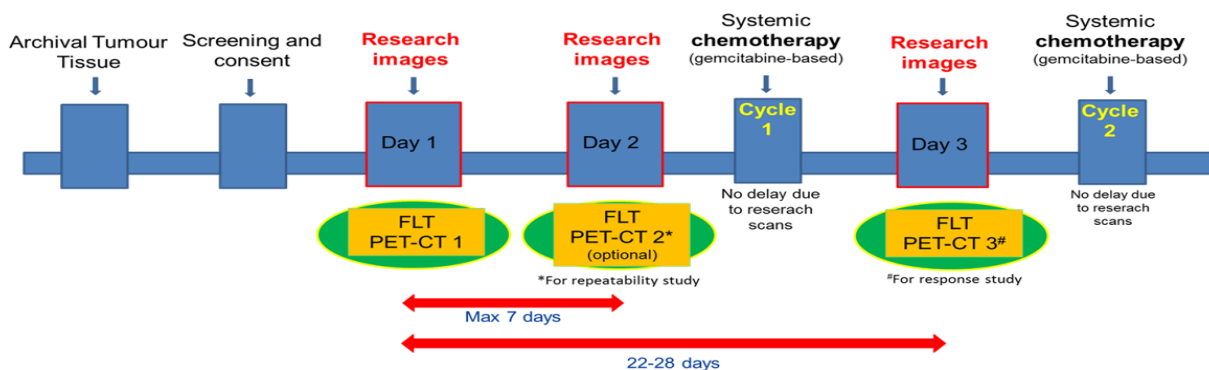 Archival Tumour
Tissue
Screening and
consent
Research
images
Research
images
Systemic
chemotherapy
(gemcitabine-based)
Research
images
Systemic
chemotherapy
(gemcitabine-based)
Day 1
Day 2
Cycle
1
Day 3
Cycle
2
FLT
PET-CT 1
FLT
PET-CT 2*
(optional)
*For repeatability study
No delay due
to reserach
scans
FLT
PET-CT 3#
#For response study
No delay due
to reserach
scans
Max 7 days
22-28 days